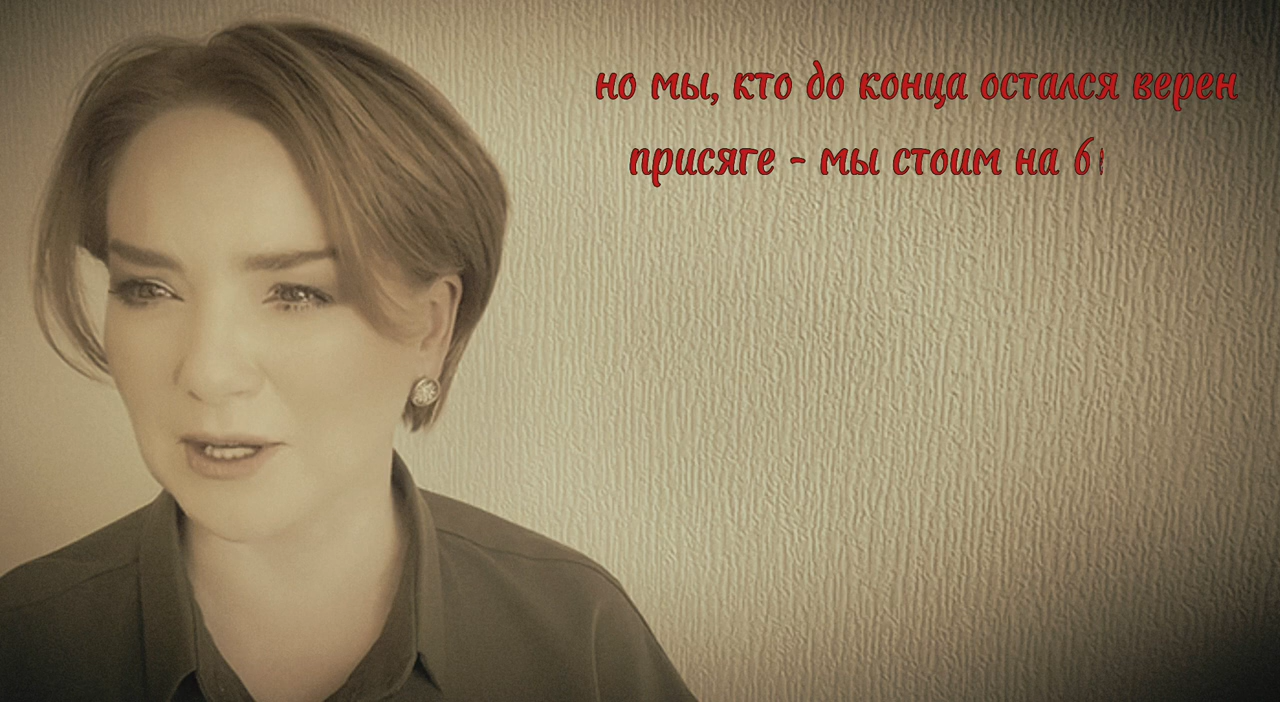 но мы, кто до конца остался верен
присяге - мы стоим на